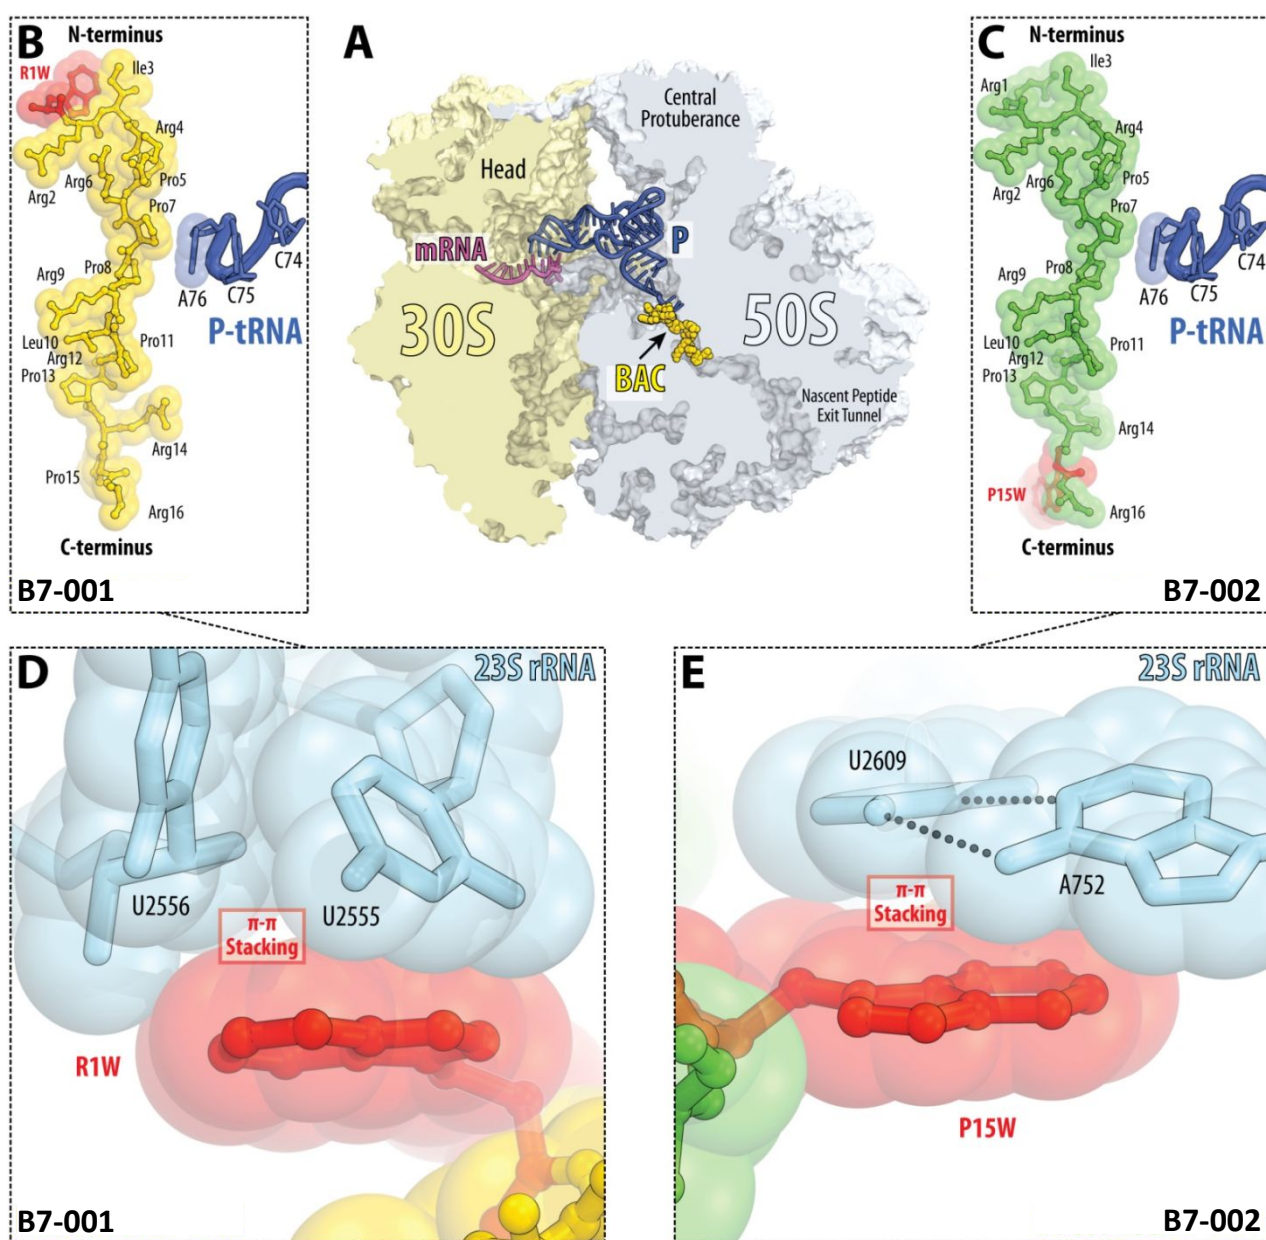 B
N-terminus
R1W
Ile3
Arg4
Arg6
Pro5
Arg2
Pro7
C74
Arg9
Pro8
A76
C75
P-tRNA
Leu10
Pro11
Arg12
Pro13
Arg14
Pro15
Arg16
C-terminus
B7-001
A
Central
Protuberance
Head
mRNA
P
30S
50S
BAC
Nascent Peptide
Exit Tunnel
C
N-terminus
Ile3
Arg1
Arg4
Arg2
Arg6
Pro5
Pro7
C74
Arg9
Pro8
A76
C75
P-tRNA
Leu10
Pro11
Arg12
Pro13
Arg14
P15W
Arg16
C-terminus
B7-002
D
23S rRNA
U2556
U2555
π-π
Stacking
R1W
B7-001
E
23S rRNA
U2609
A752
π-π
Stacking
P15W
B7-002